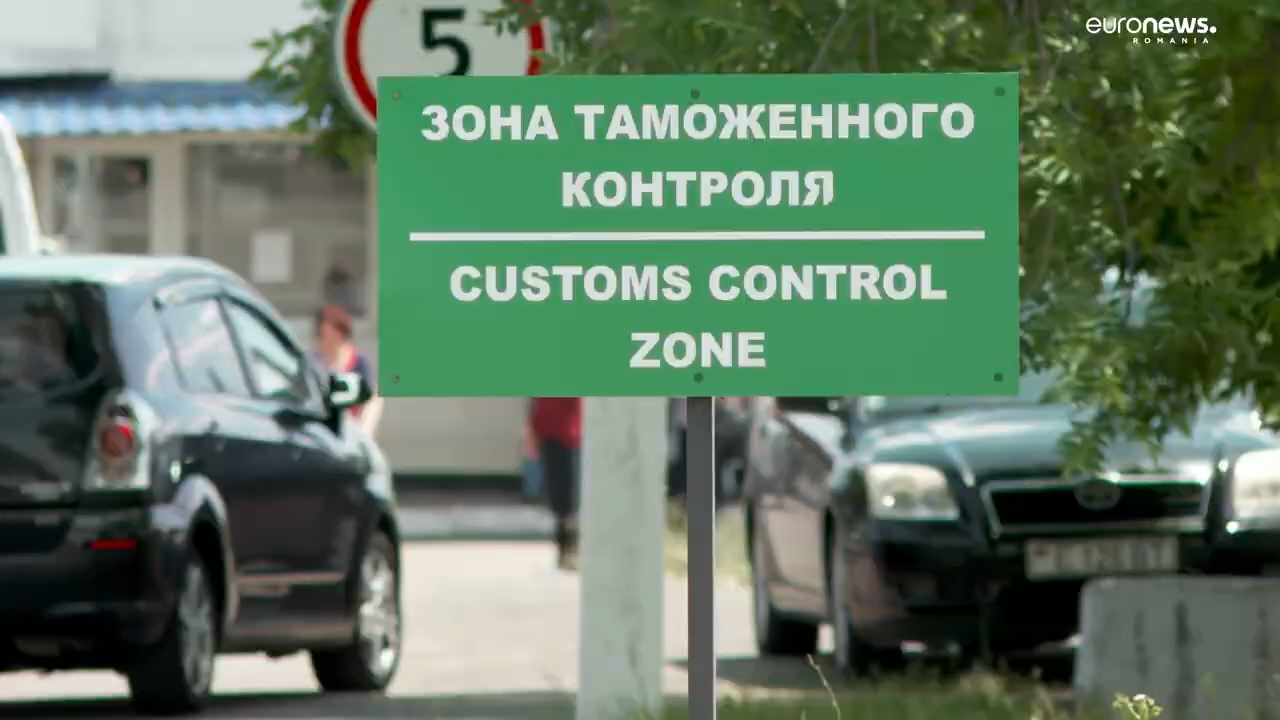 euronews.
ROMANIA
5
ЗОНА ТАМОЖЕННОГО
КОНТРОЛЯ
CUSTOMS CONTROL
ZONE